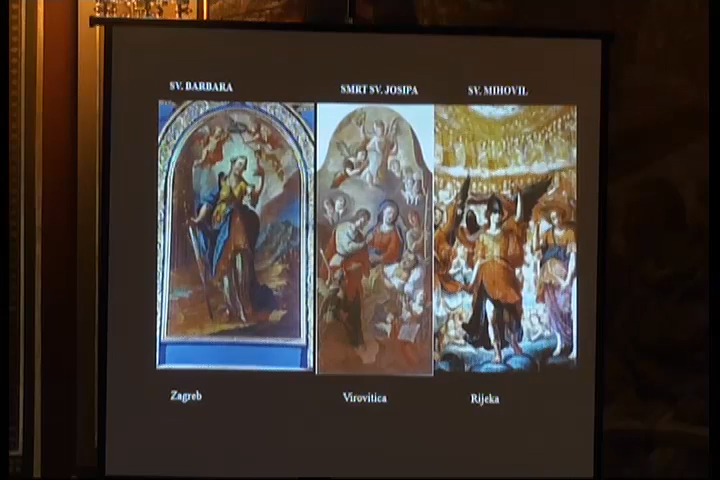 SV. BARBARA
SMRT SV. JOSIPA
SV. MIHOVIL
Zagreb
Virovitica
Rijeka